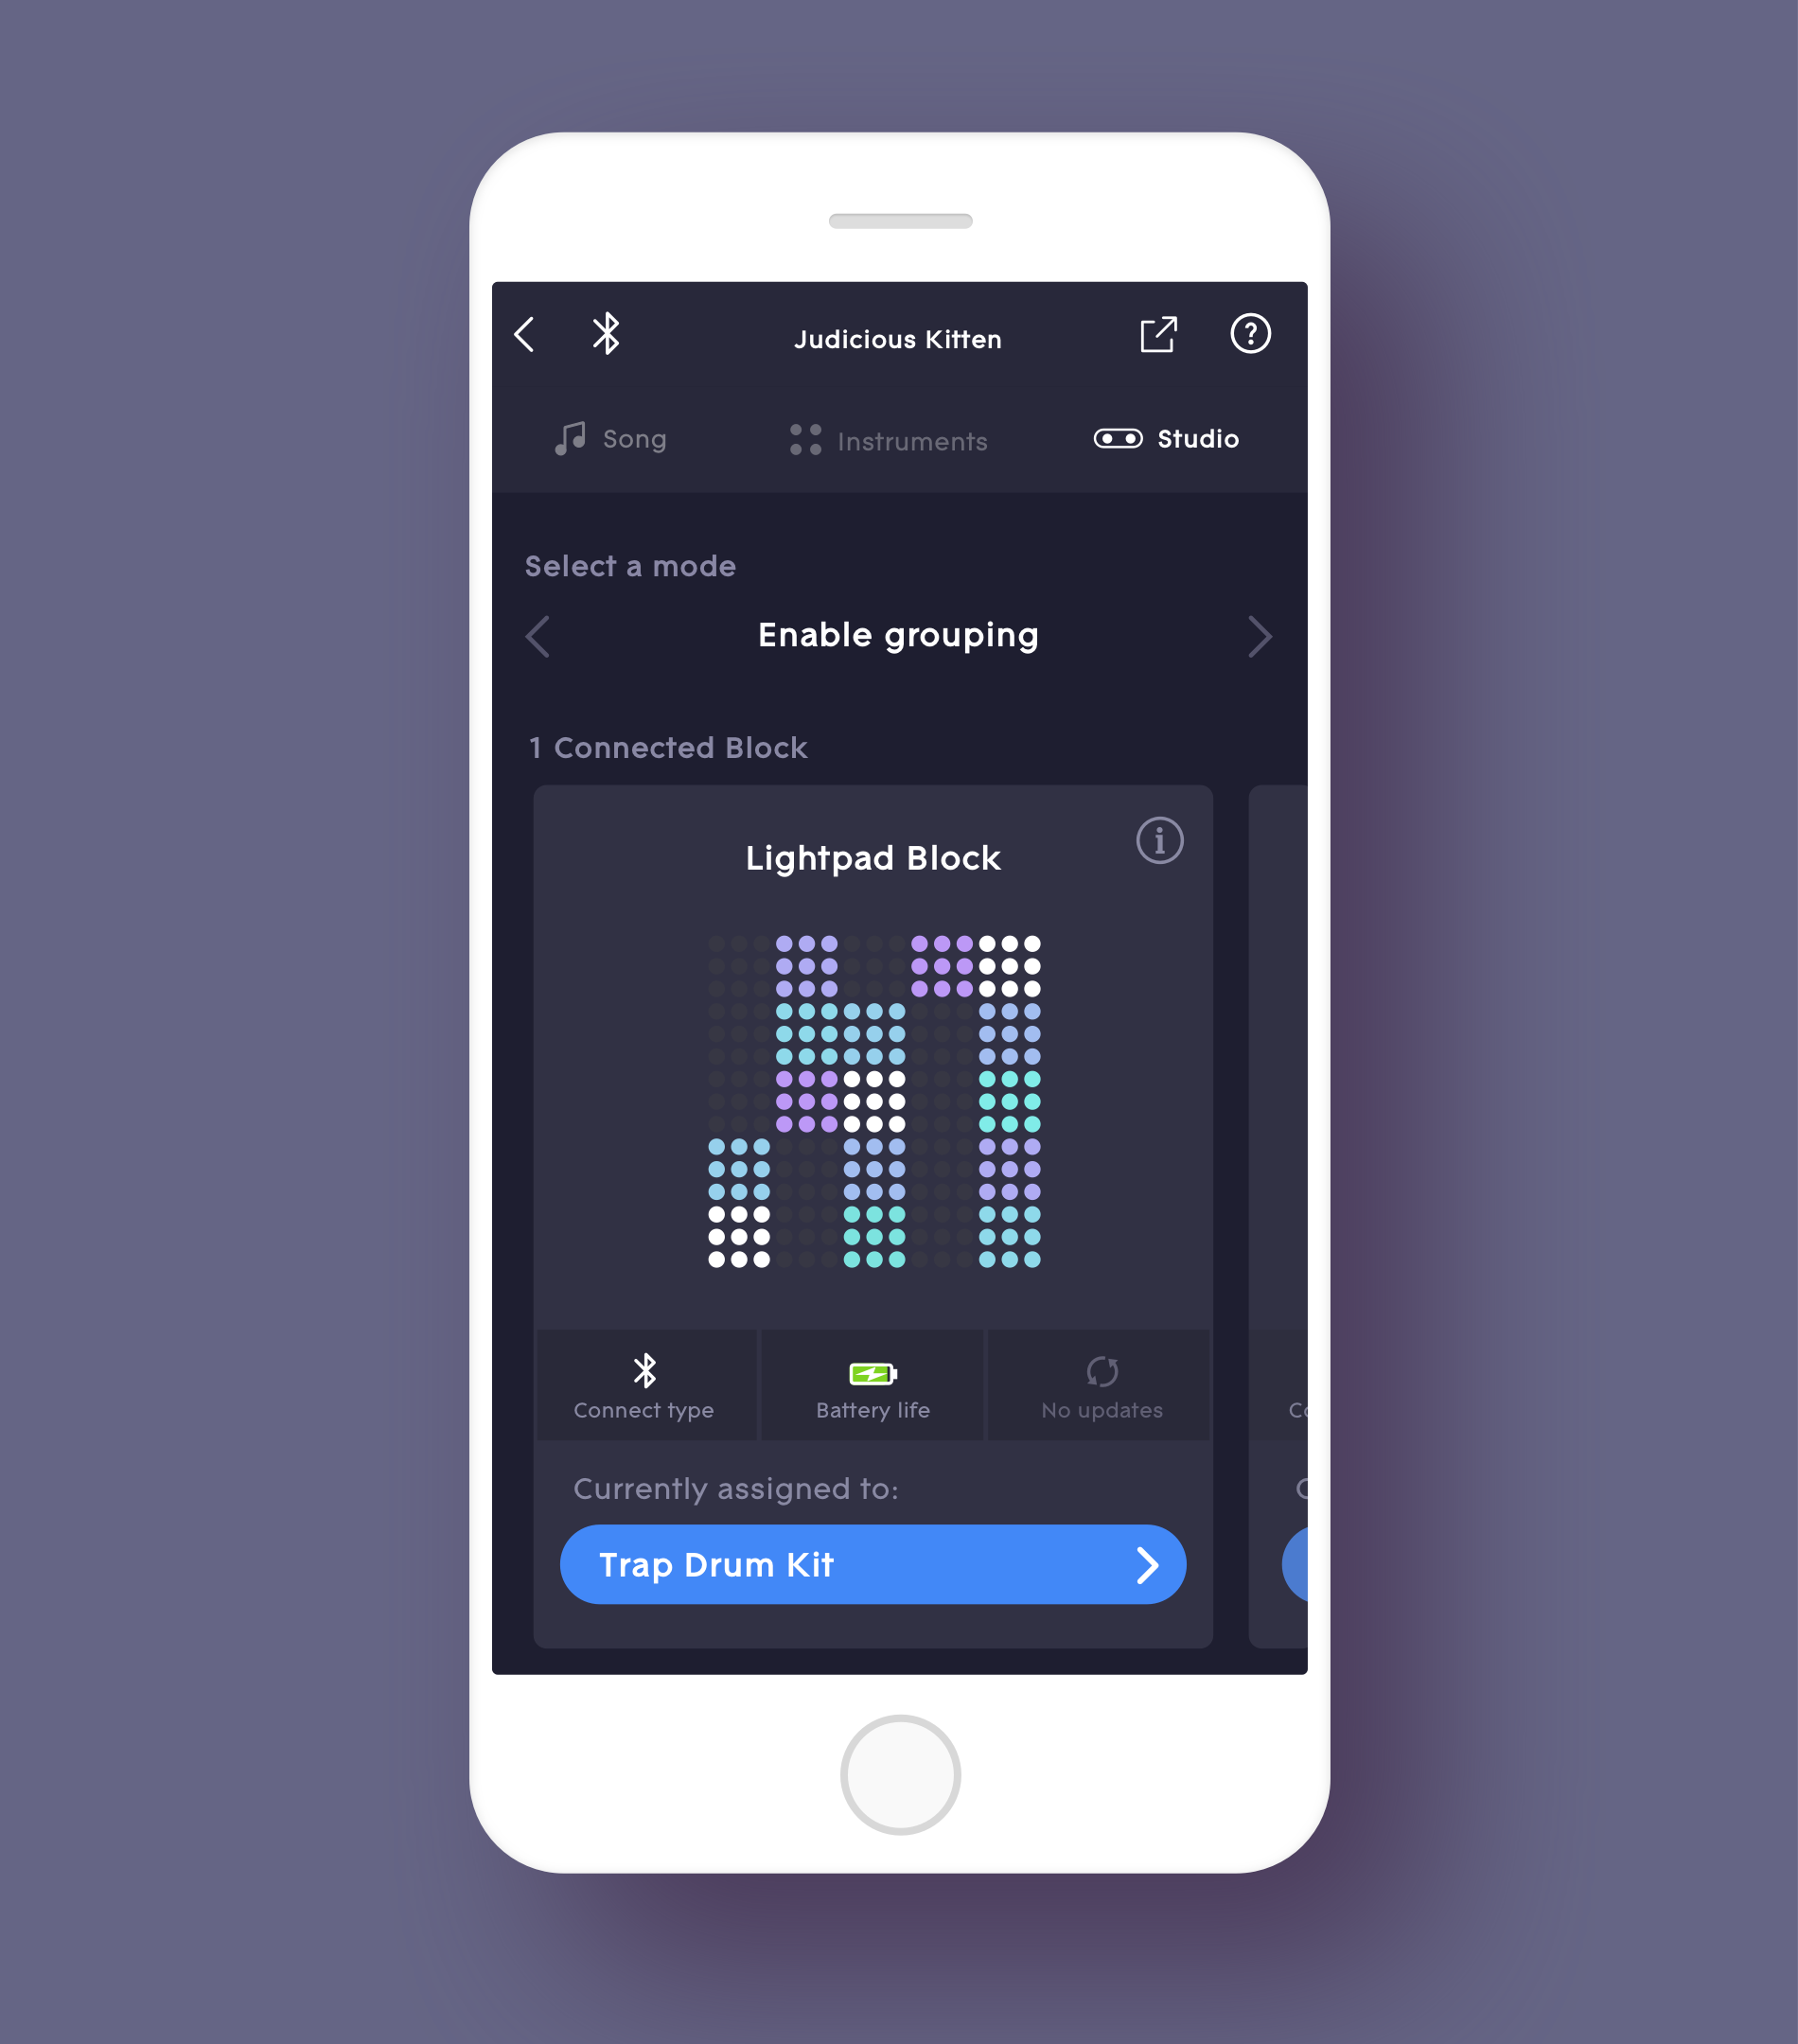 Judicious Kitten
Song
Instruments
Studio
Select a mode
Enable grouping
1 Connected Block
Lightpad Block
Connect type
Battery life
No updates
Currently assigned to:
Trap Drum Kit